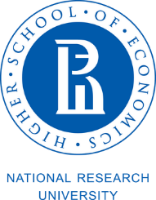 HIGHER · SCHOOL · OF · ECONOMICS ·
NATIONAL RESEARCH
UNIVERSITY